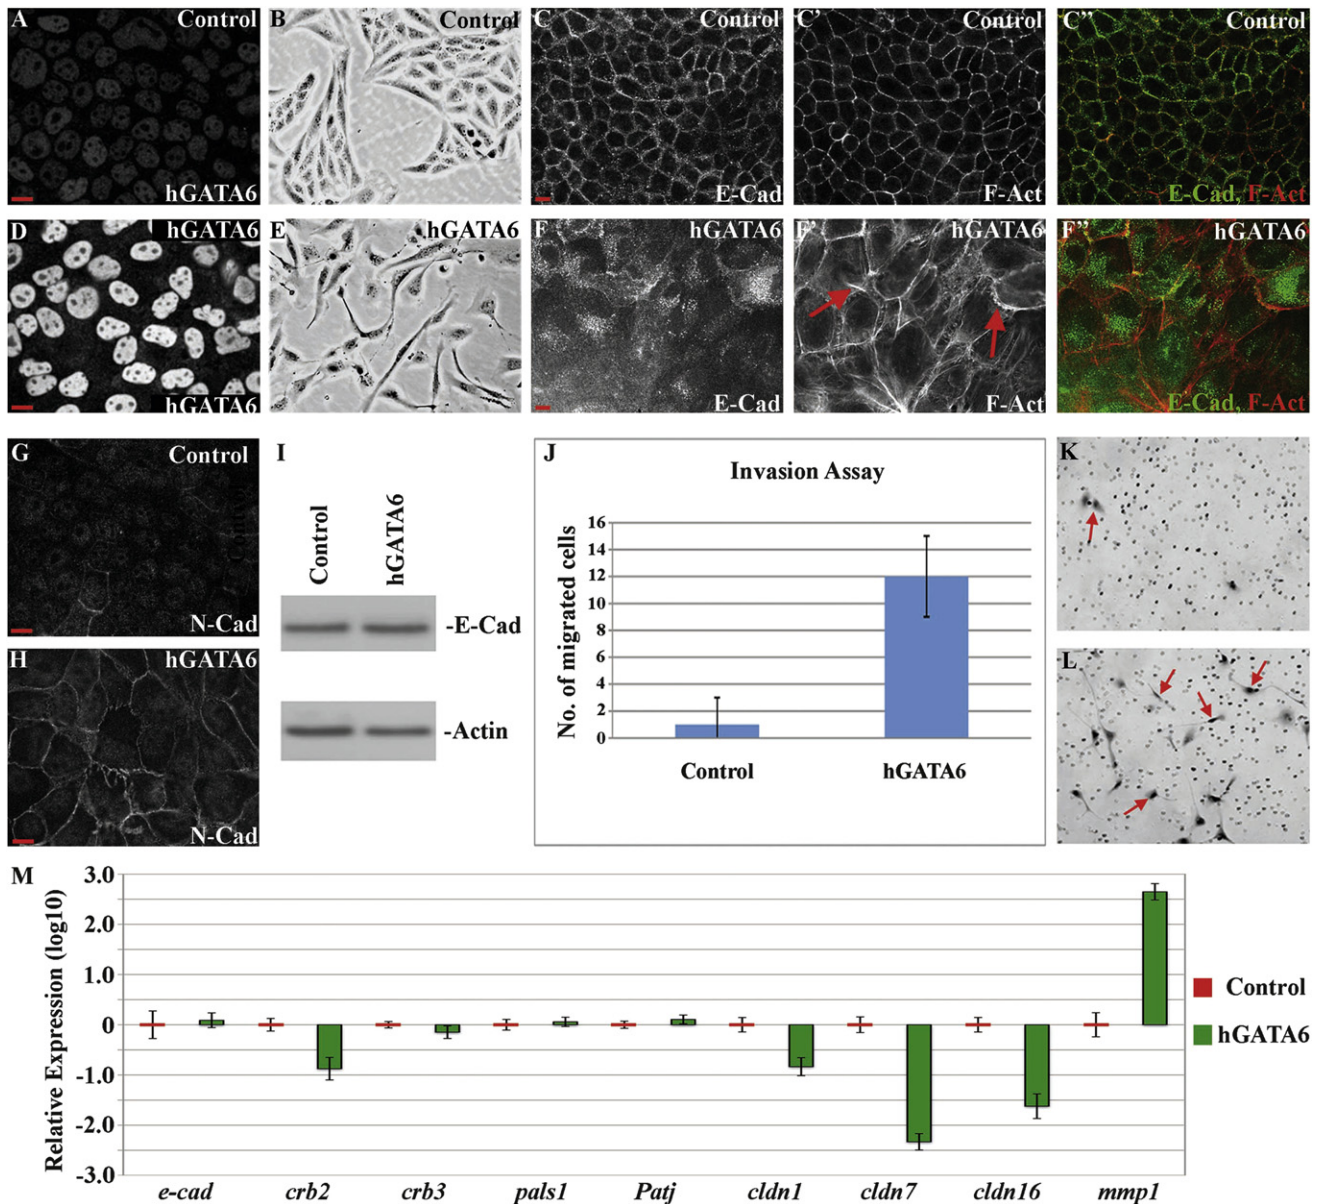 A Control hGATA6
B Control
C Control E-Cad
C' Control F-Act
C" Control E-Cad, F-Act
D hGATA6 hGATA6
E hGATA6
F hGATA6 E-Cad
F' hGATA6 F-Act
F" hGATA6 E-Cad, F-Act
G Control N-Cad
H hGATA6 N-Cad
I
Control
hGATA6
-E-Cad
-Actin
J
Invasion Assay
No. of migrated cells
16
14
12
10
8
6
4
2
0
Control hGATA6
K
L
M
Relative Expression (log10)
3.0
2.0
1.0
0
-1.0
-2.0
-3.0
e-cad crb2 crb3 pals1 Patj cldn1 cldn7 cldn16 mmp1
Control
hGATA6